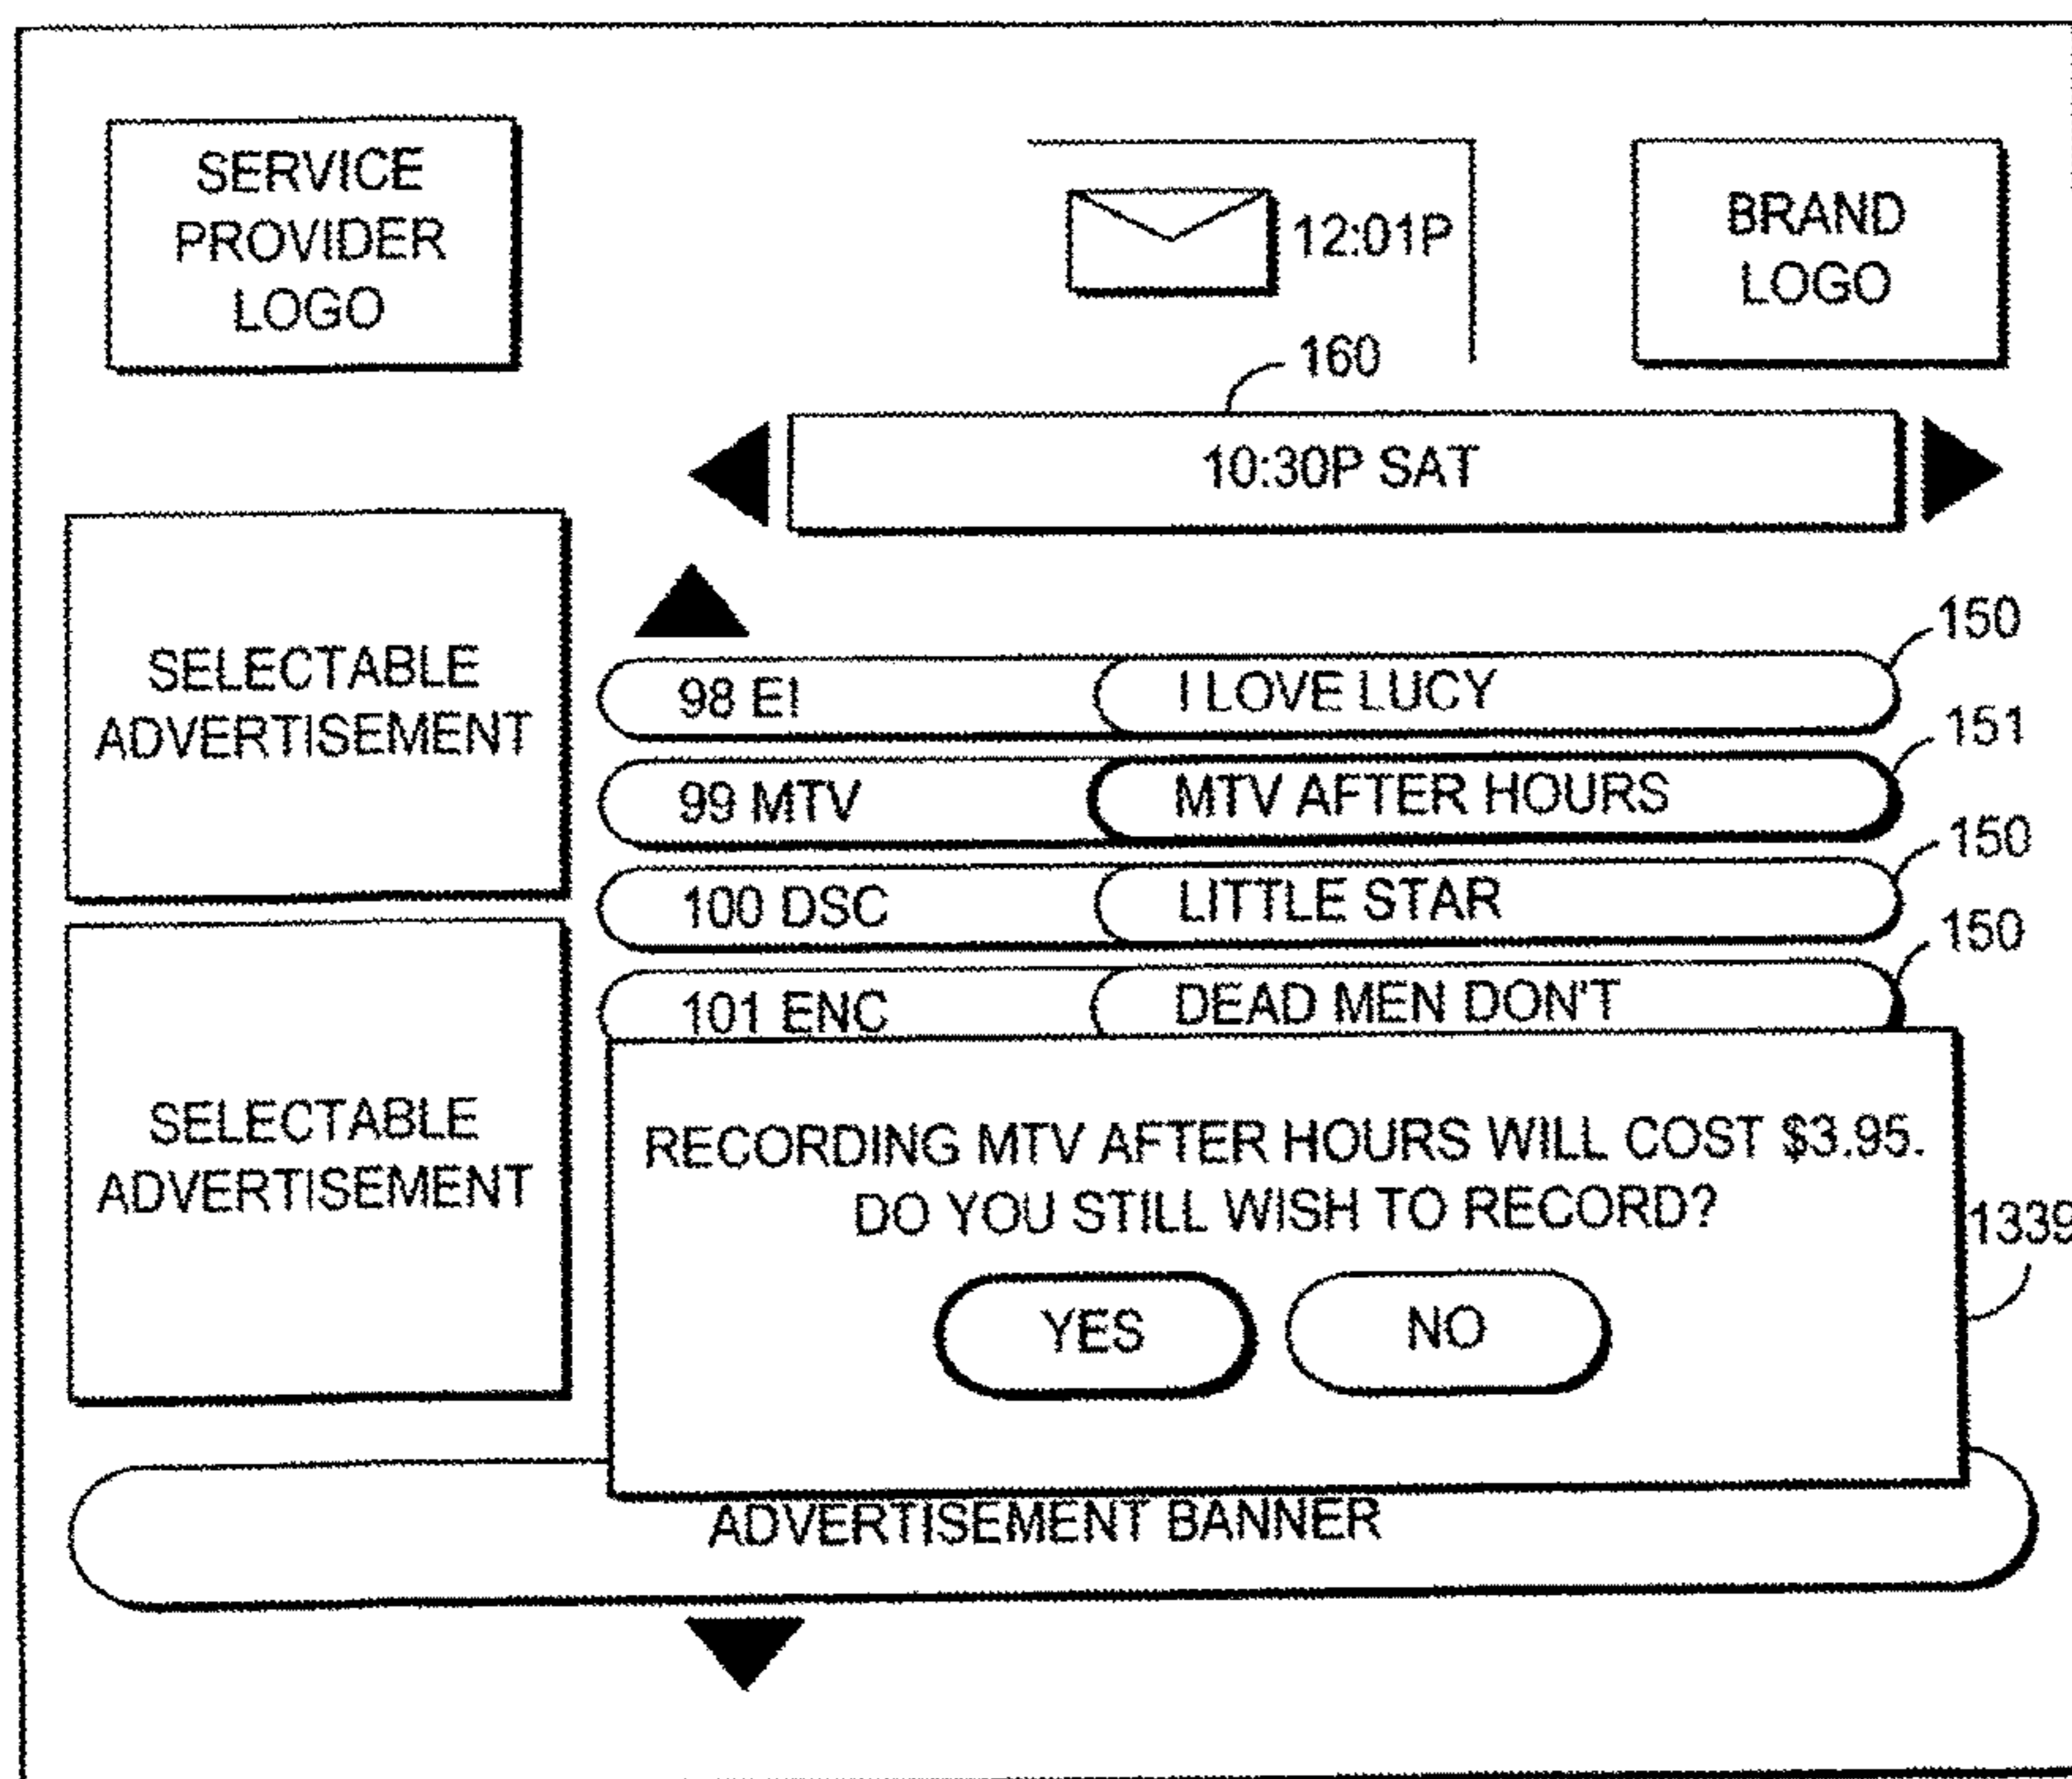 SERVICE
PROVIDER
LOGO
12:01P
BRAND
LOGO
160
10:30P SAT
SELECTABLE
ADVERTISEMENT
150
98 E! I LOVE LUCY
151
99 MTV MTV AFTER HOURS
150
100 DSC LITTLE STAR
150
101 ENC DEAD MEN DON'T
SELECTABLE
ADVERTISEMENT
RECORDING MTV AFTER HOURS WILL COST $3.95.
DO YOU STILL WISH TO RECORD?
1339
YES NO
ADVERTISEMENT BANNER